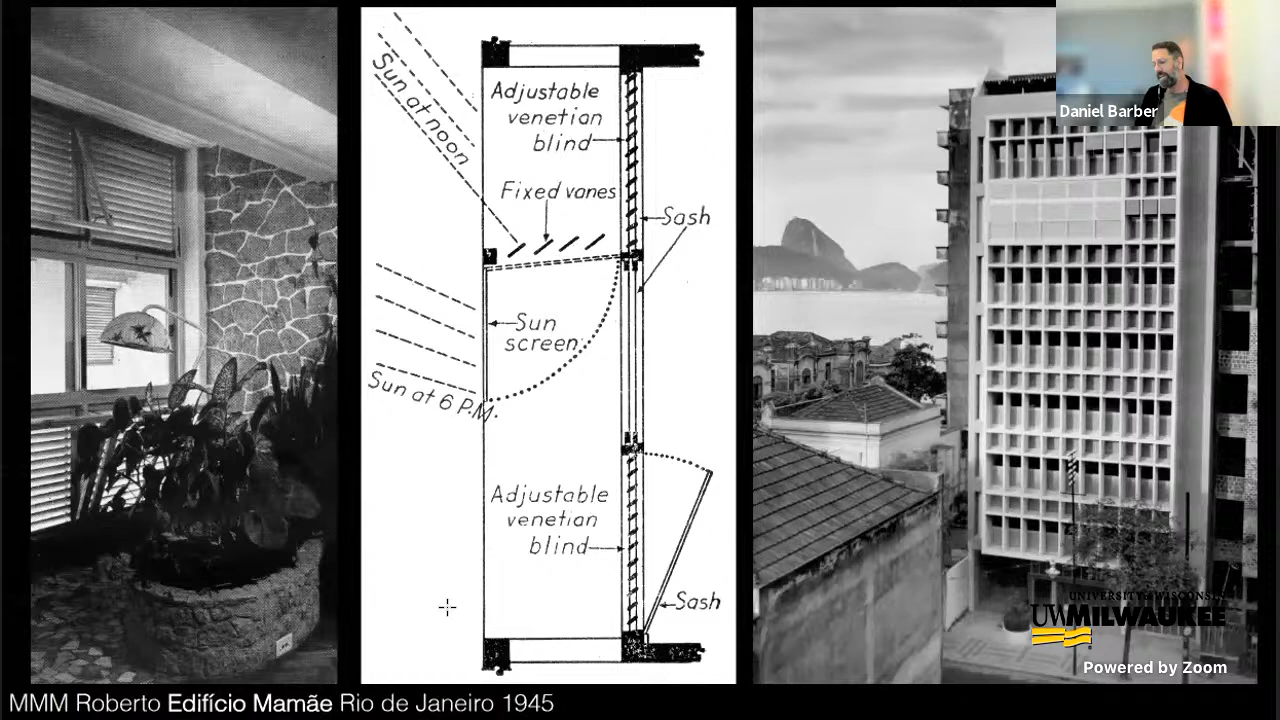 Sun at noon
Adjustable
venetian
blind
Fixed vanes
Sash
Sun
screen
Sun at 6 P.M.
Adjustable
venetian
blind
Sash
Daniel Barber
UNIVERSITY of WISCONSIN
UWMILWAUKEE
Powered by Zoom
MMM Roberto Edifício Mamãe Rio de Janeiro 1945